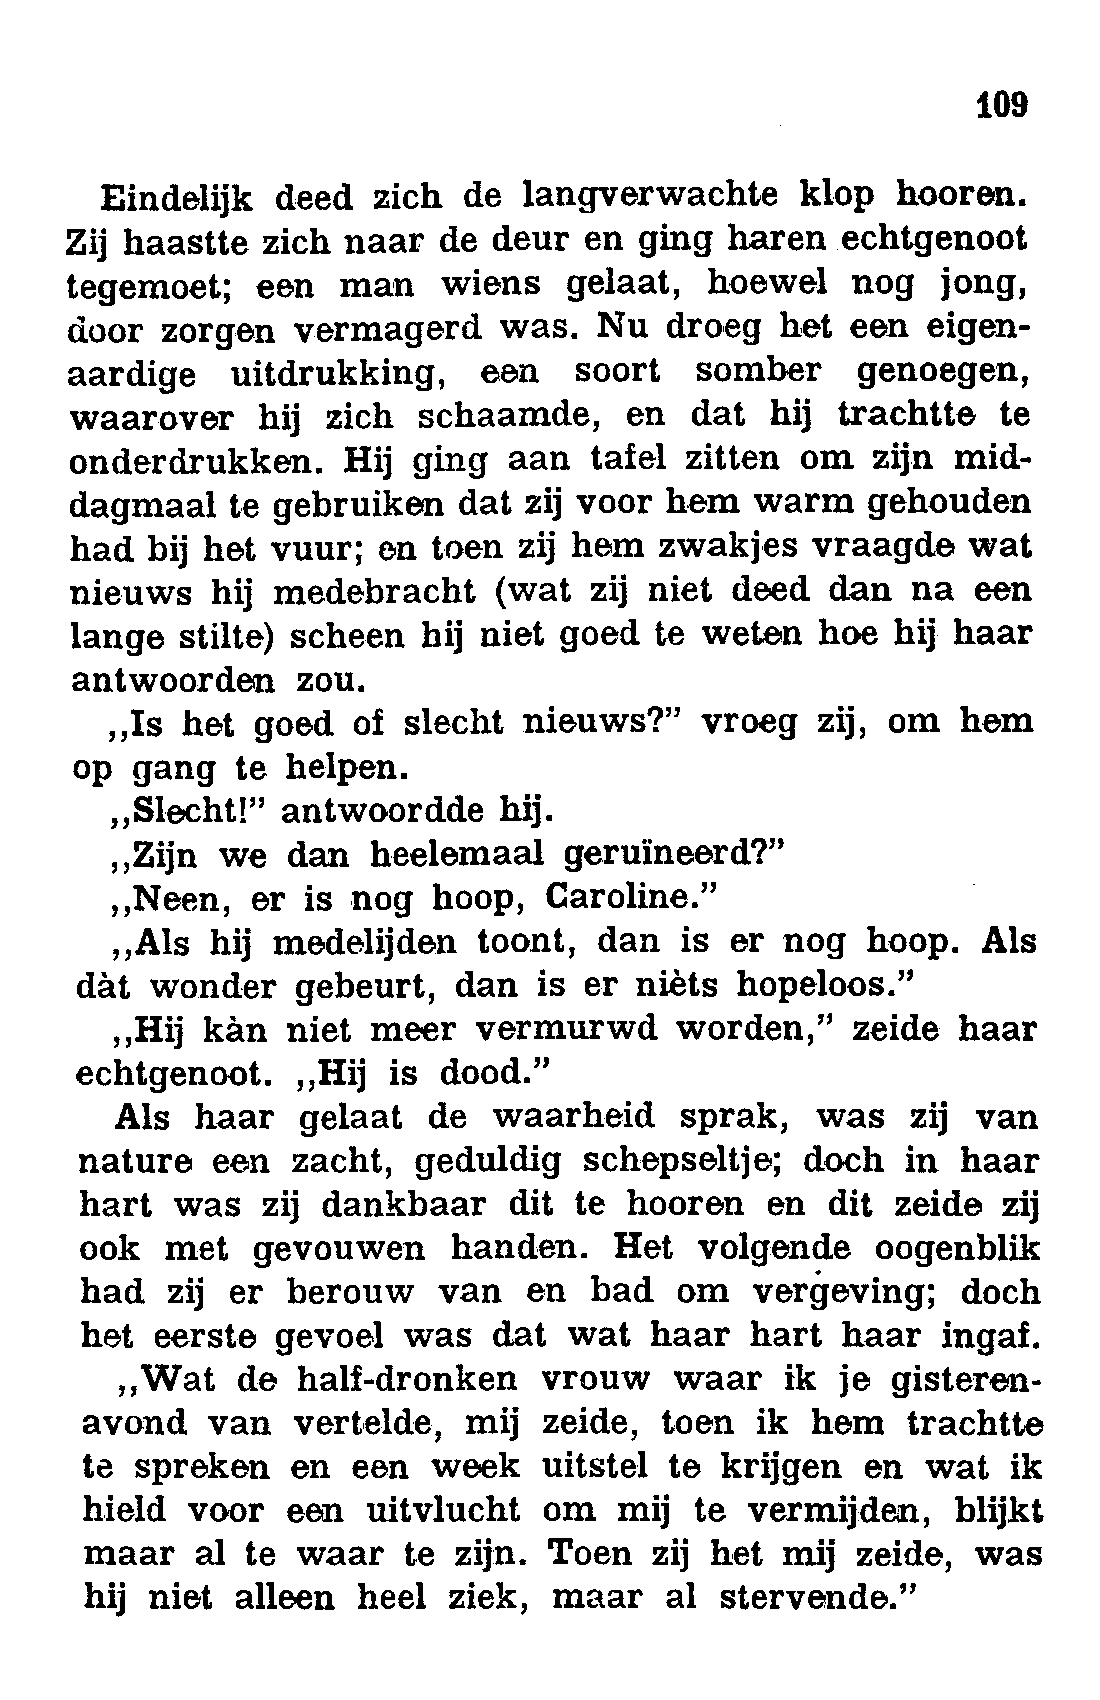 109
Eindelijk deed zich de langverwachte klop hooren.
Zij haastte zich naar de deur en ging haren echtgenoot
tegemoet; een man wiens gelaat, hoewel nog jong,
door zorgen vermagerd was. Nu droeg het een eigen-
aardige uitdrukking, een soort somber genoegen,
waarover hij zich schaamde, en dat hij trachtte te
onderdrukken. Hij ging aan tafel zitten om zijn mid-
dagmaal te gebruiken dat zij voor hem warm gehouden
had bij het vuur; en toen zij hem zwakjes vraagde wat
nieuws hij medebracht (wat zij niet deed dan na een
lange stilte) scheen hij niet goed te weten hoe hij haar
antwoorden zou.
,,Is het goed of slecht nieuws?” vroeg zij, om hem
op gang te helpen.
,,Slecht!” antwoordde hij.
,,Zijn we dan heelemaal geruïneerd?”
,,Neen, er is nog hoop, Caroline.”
,,Als hij medelijden toont, dan is er nog hoop. Als
dàt wonder gebeurt, dan is er nièts hopeloos.”
,,Hij kàn niet meer vermurwd worden,” zeide haar
echtgenoot. ,,Hij is dood.”
Als haar gelaat de waarheid sprak, was zij van
nature een zacht, geduldig schepseltje; doch in haar
hart was zij dankbaar dit te hooren en dit zeide zij
ook met gevouwen handen. Het volgende oogenblik
had zij er berouw van en bad om vergeving; doch
het eerste gevoel was dat wat haar hart haar ingaf.
,,Wat de half-dronken vrouw waar ik je gisteren-
avond van vertelde, mij zeide, toen ik hem trachtte
te spreken en een week uitstel te krijgen en wat ik
hield voor een uitvlucht om mij te vermijden, blijkt
maar al te waar te zijn. Toen zij het mij zeide, was
hij niet alleen heel ziek, maar al stervende.”